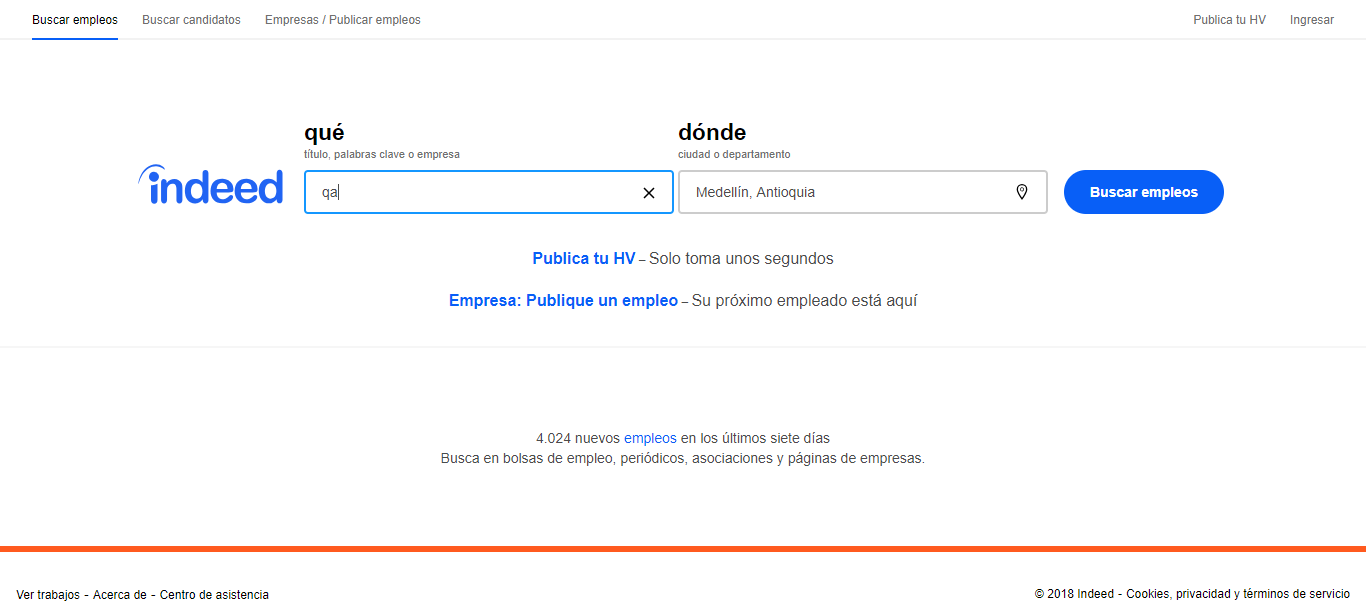 Buscar empleos Buscar candidatos Empresas / Publicar empleos Publica tu HV Ingresar
qué dónde
título, palabras clave o empresa ciudad o departamento
indeed qa Medellín, Antioquia Buscar empleos
Publica tu HV – Solo toma unos segundos
Empresa: Publique un empleo – Su próximo empleado está aquí
4.024 nuevos empleos en los últimos siete días
Busca en bolsas de empleo, periódicos, asociaciones y páginas de empresas.
Ver trabajos - Acerca de - Centro de asistencia © 2018 Indeed - Cookies, privacidad y términos de servicio